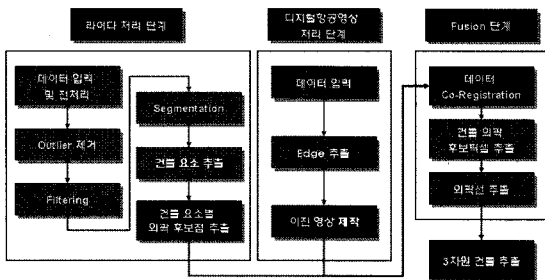 라이다 처리 단계
데이터 입력
및 전처리
Outlier 제거
Filtering
Segmentation
건물 요소 추출
건물 요소별
외곽 후보점 추출
디지털항공영상
처리 단계
데이터 입력
Edge 추출
이진 영상 제작
Fusion 단계
데이터
Co-Registration
건물 외곽
후보픽셀 추출
외곽선 추출
3차원 건물 추출